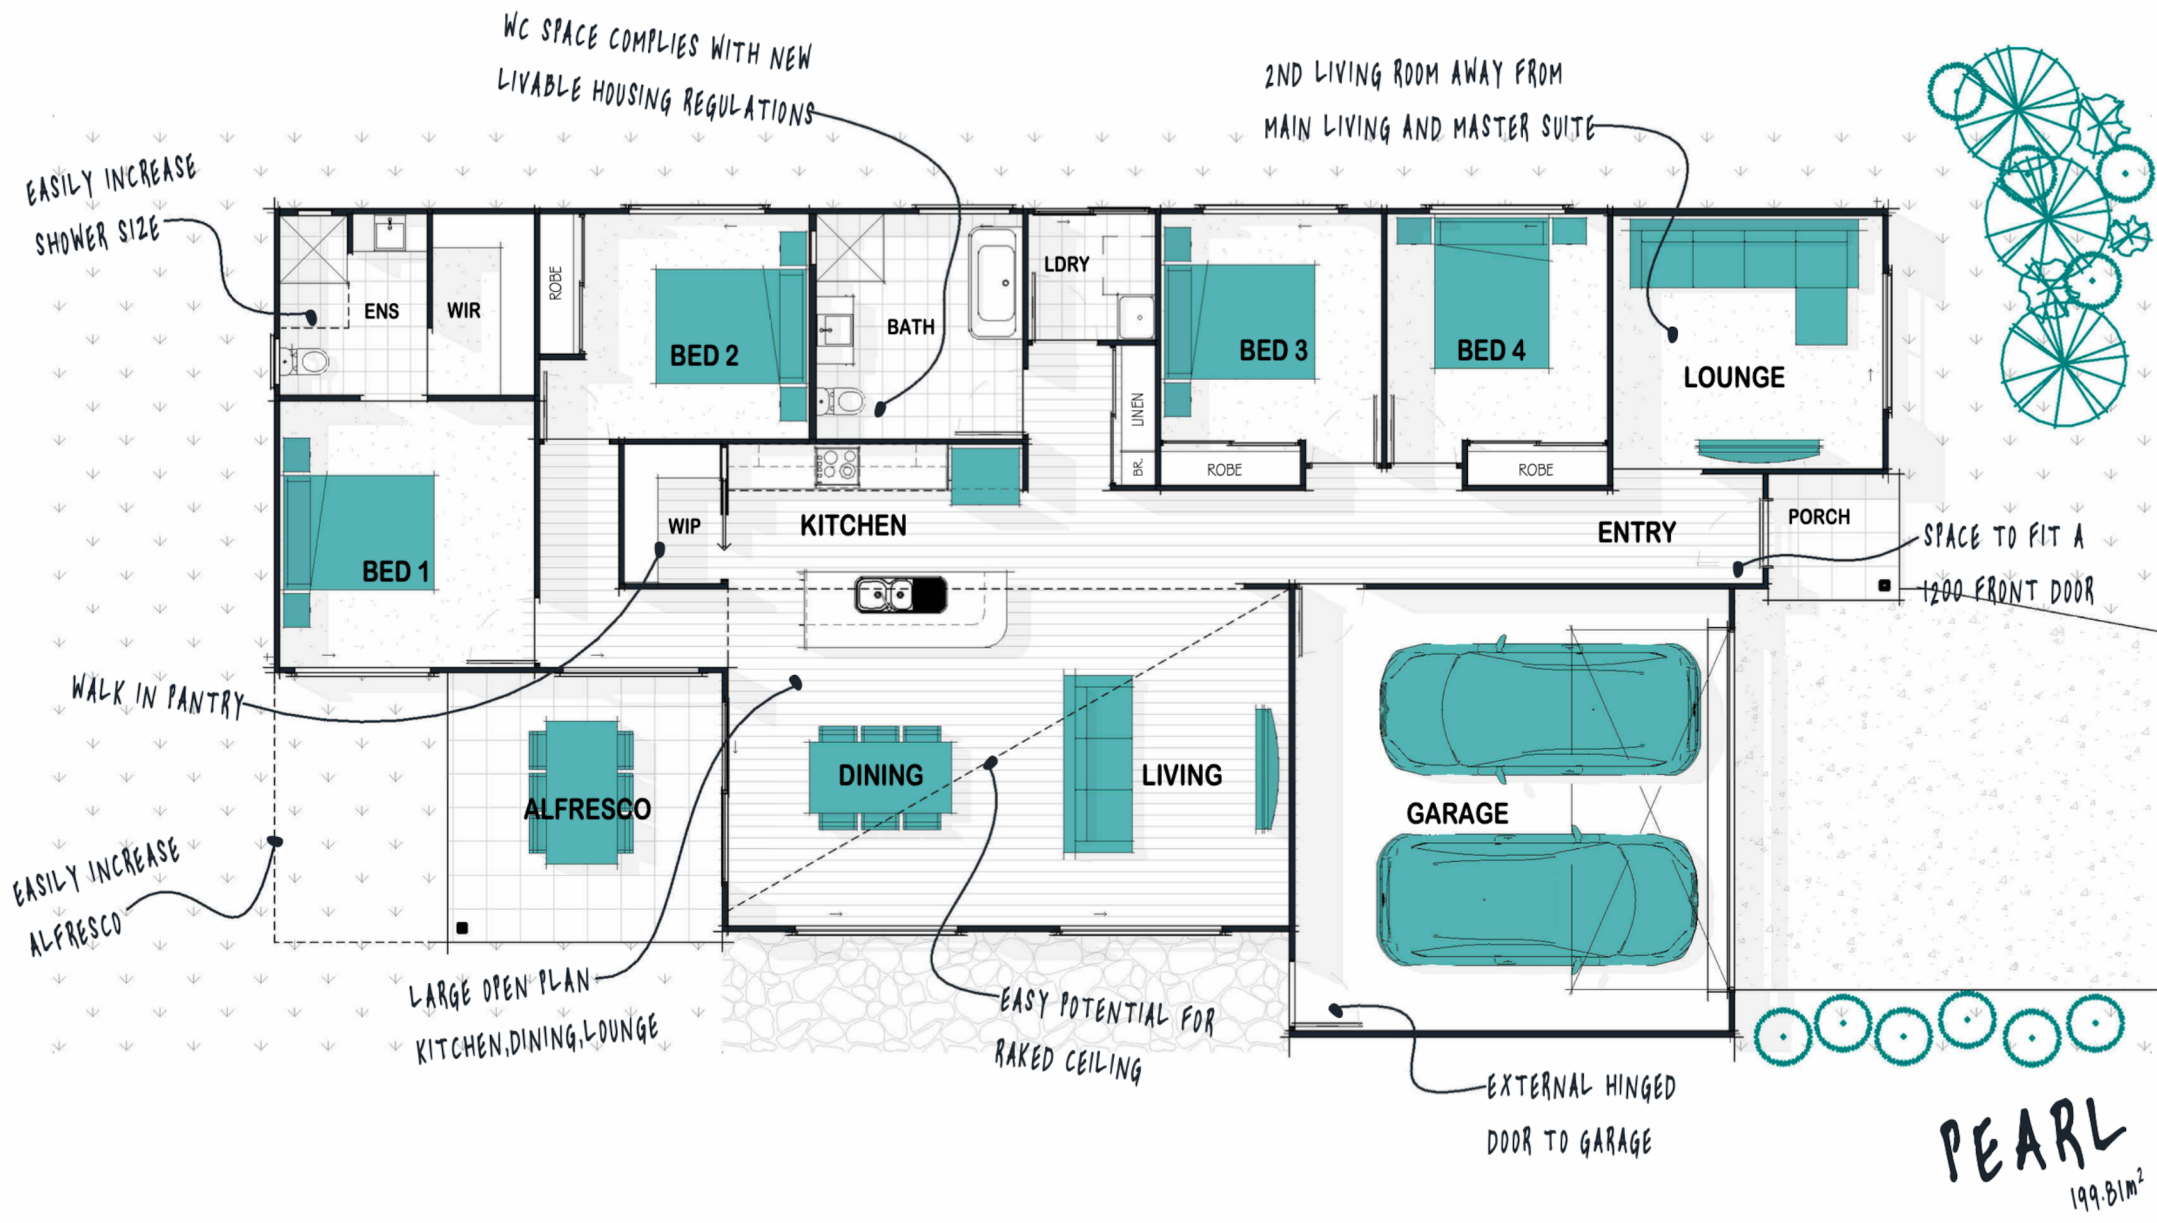 WC SPACE COMPLIES WITH NEW
LIVABLE HOUSING REGULATIONS
2ND LIVING ROOM AWAY FROM
MAIN LIVING AND MASTER SUITE
EASILY INCREASE
SHOWER SIZE
ENS
WIR
ROBE
BED 2
BATH
LDRY
LINEN
BR.
BED 3
ROBE
BED 4
ROBE
LOUNGE
BED 1
WIP
KITCHEN
ENTRY
PORCH
SPACE TO FIT A
1200 FRONT DOOR
WALK IN PANTRY
ALFRESCO
DINING
LIVING
GARAGE
EASILY INCREASE
ALFRESCO
LARGE OPEN PLAN
KITCHEN,DINING,LOUNGE
EASY POTENTIAL FOR
RAKED CEILING
EXTERNAL HINGED
DOOR TO GARAGE
PEARL
199.81m²